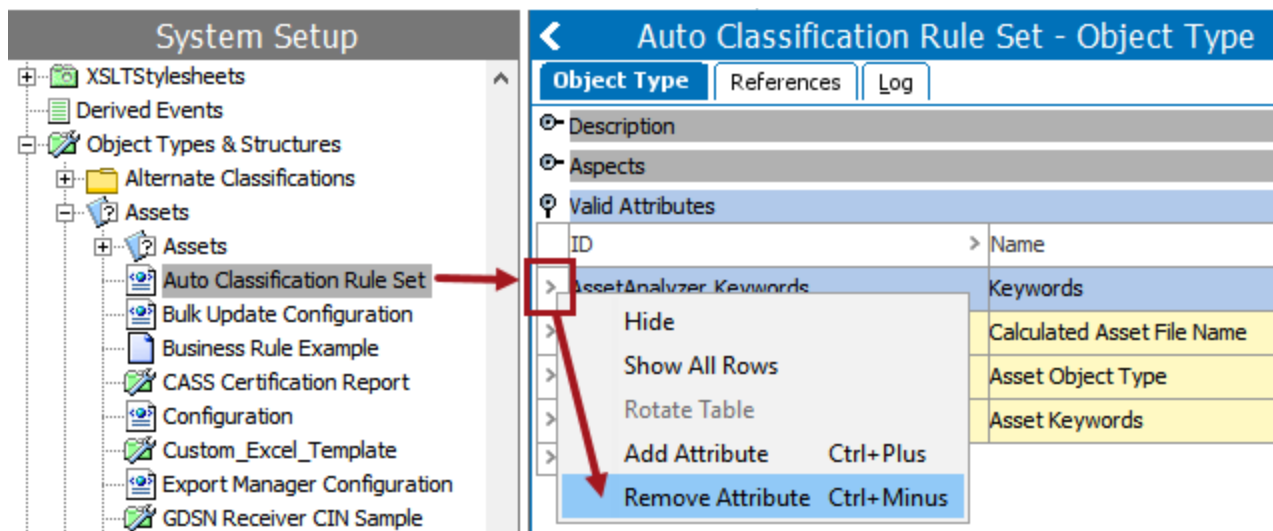 System Setup
XSLTStylesheets
Derived Events
Object Types & Structures
Alternate Classifications
Assets
Assets
Auto Classification Rule Set
Bulk Update Configuration
Business Rule Example
CASS Certification Report
Configuration
Custom_Excel_Template
Export Manager Configuration
GDSN Receiver CIN Sample
Auto Classification Rule Set - Object Type
Object Type References Log
Description
Aspects
Valid Attributes
ID > Name
> AssetAnalyzer Keywords Keywords
> Calculated Asset File Name
> Asset Object Type
> Asset Keywords
>
Hide
Show All Rows
Rotate Table
Add Attribute Ctrl+Plus
Remove Attribute Ctrl+Minus